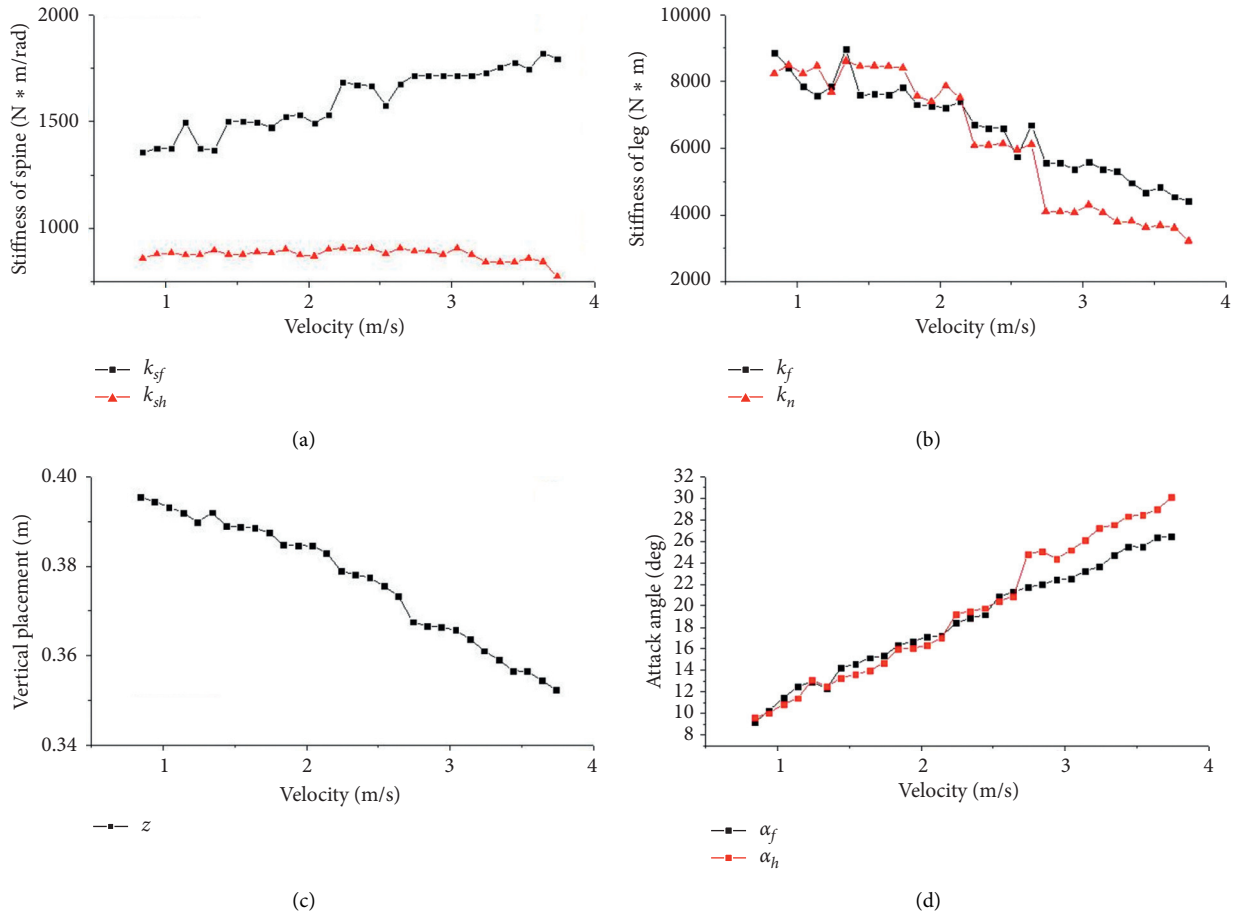 2000
1750
1500
1000
Stiffness of spine (N * m/rad)
1 2 3 4
Velocity (m/s)
k_sf
k_sh
(a)
10000
8000
6000
4000
2000
Stiffness of leg (N * m)
1 2 3 4
Velocity (m/s)
k_f
k_n
(b)
0.40
0.38
0.36
0.34
Vertical placement (m)
1 2 3 4
Velocity (m/s)
z
(c)
32
30
28
26
24
22
20
18
16
14
12
10
8
Attack angle (deg)
1 2 3 4
Velocity (m/s)
α_f
α_h
(d)